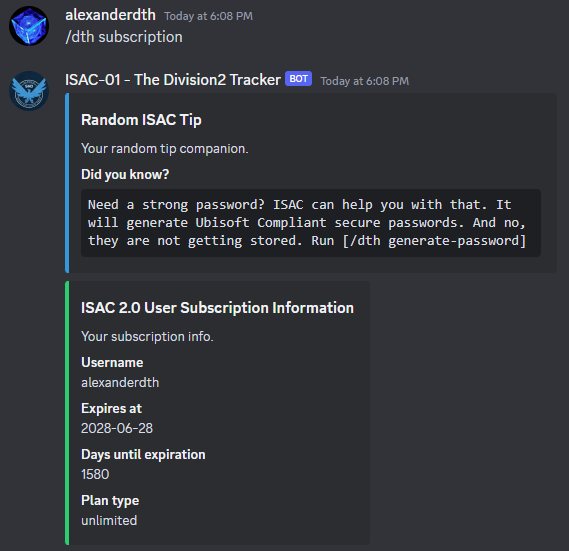 alexanderdth Today at 6:08 PM
/dth subscription
ISAC-01 - The Division2 Tracker BOT Today at 6:08 PM
Random ISAC Tip
Your random tip companion.
Did you know?
Need a strong password? ISAC can help you with that. It
will generate Ubisoft Compliant secure passwords. And no,
they are not getting stored. Run [/dth generate-password]
ISAC 2.0 User Subscription Information
Your subscription info.
Username
alexanderdth
Expires at
2028-06-28
Days until expiration
1580
Plan type
unlimited